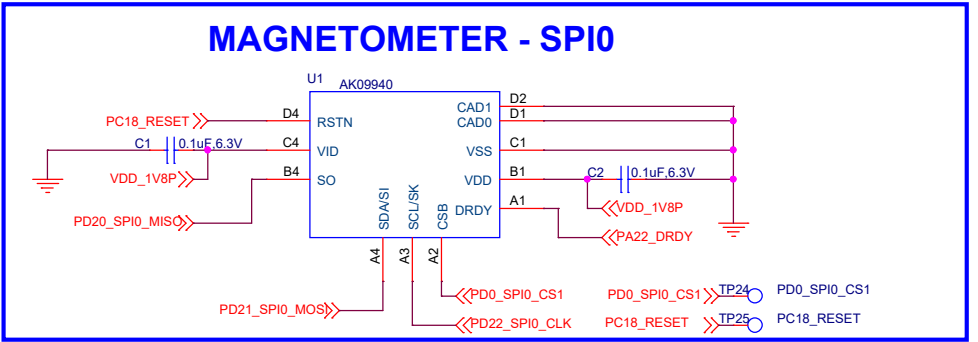 MAGNETOMETER - SPI0
U1
AK09940
PC18_RESET
D4
RSTN
C1
0.1uF,6.3V
C4
VID
VDD_1V8P
B4
SO
PD20_SPI0_MISO
CAD1
D2
CAD0
D1
VSS
C1
VDD
B1
C2
0.1uF,6.3V
VDD_1V8P
DRDY
A1
PA22_DRDY
SDA/SI
SCL/SK
CSB
A4
A3
A2
PD21_SPI0_MOSI
PD0_SPI0_CS1
PD22_SPI0_CLK
PD0_SPI0_CS1
TP24
PD0_SPI0_CS1
PC18_RESET
TP25
PC18_RESET